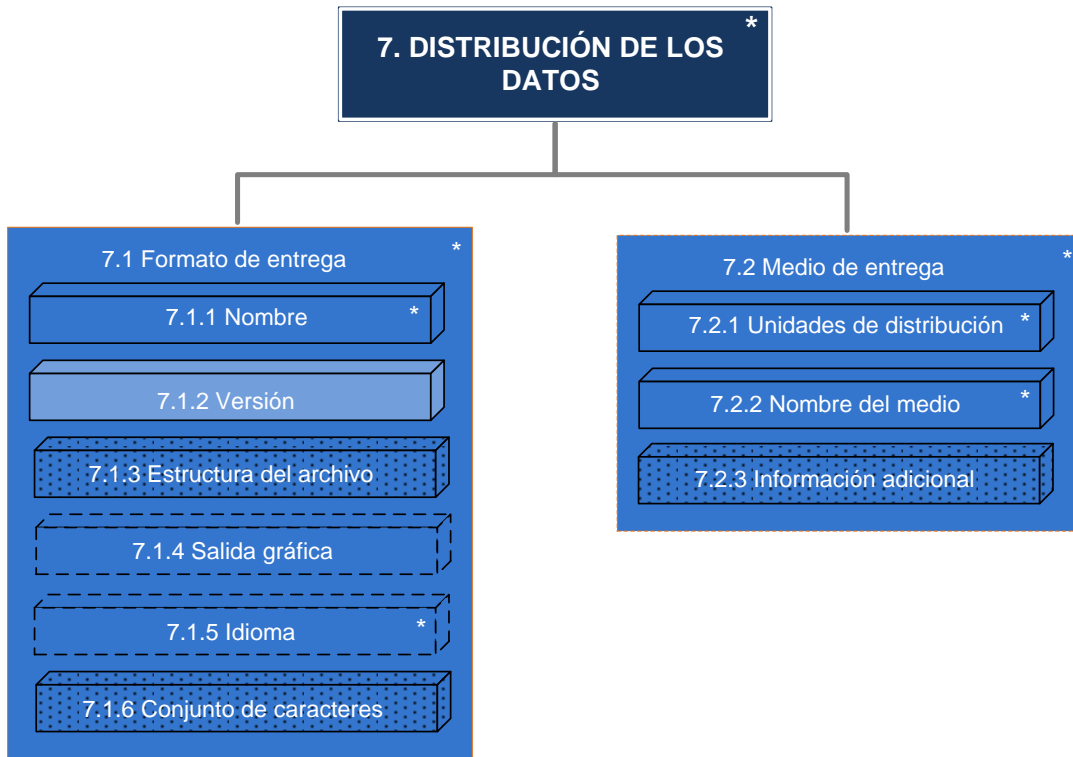 7. DISTRIBUCIÓN DE LOS *
DATOS
7.1 Formato de entrega *
7.1.1 Nombre *
7.1.2 Versión
7.1.3 Estructura del archivo
7.1.4 Salida gráfica
7.1.5 Idioma *
7.1.6 Conjunto de caracteres
7.2 Medio de entrega *
7.2.1 Unidades de distribución *
7.2.2 Nombre del medio *
7.2.3 Información adicional